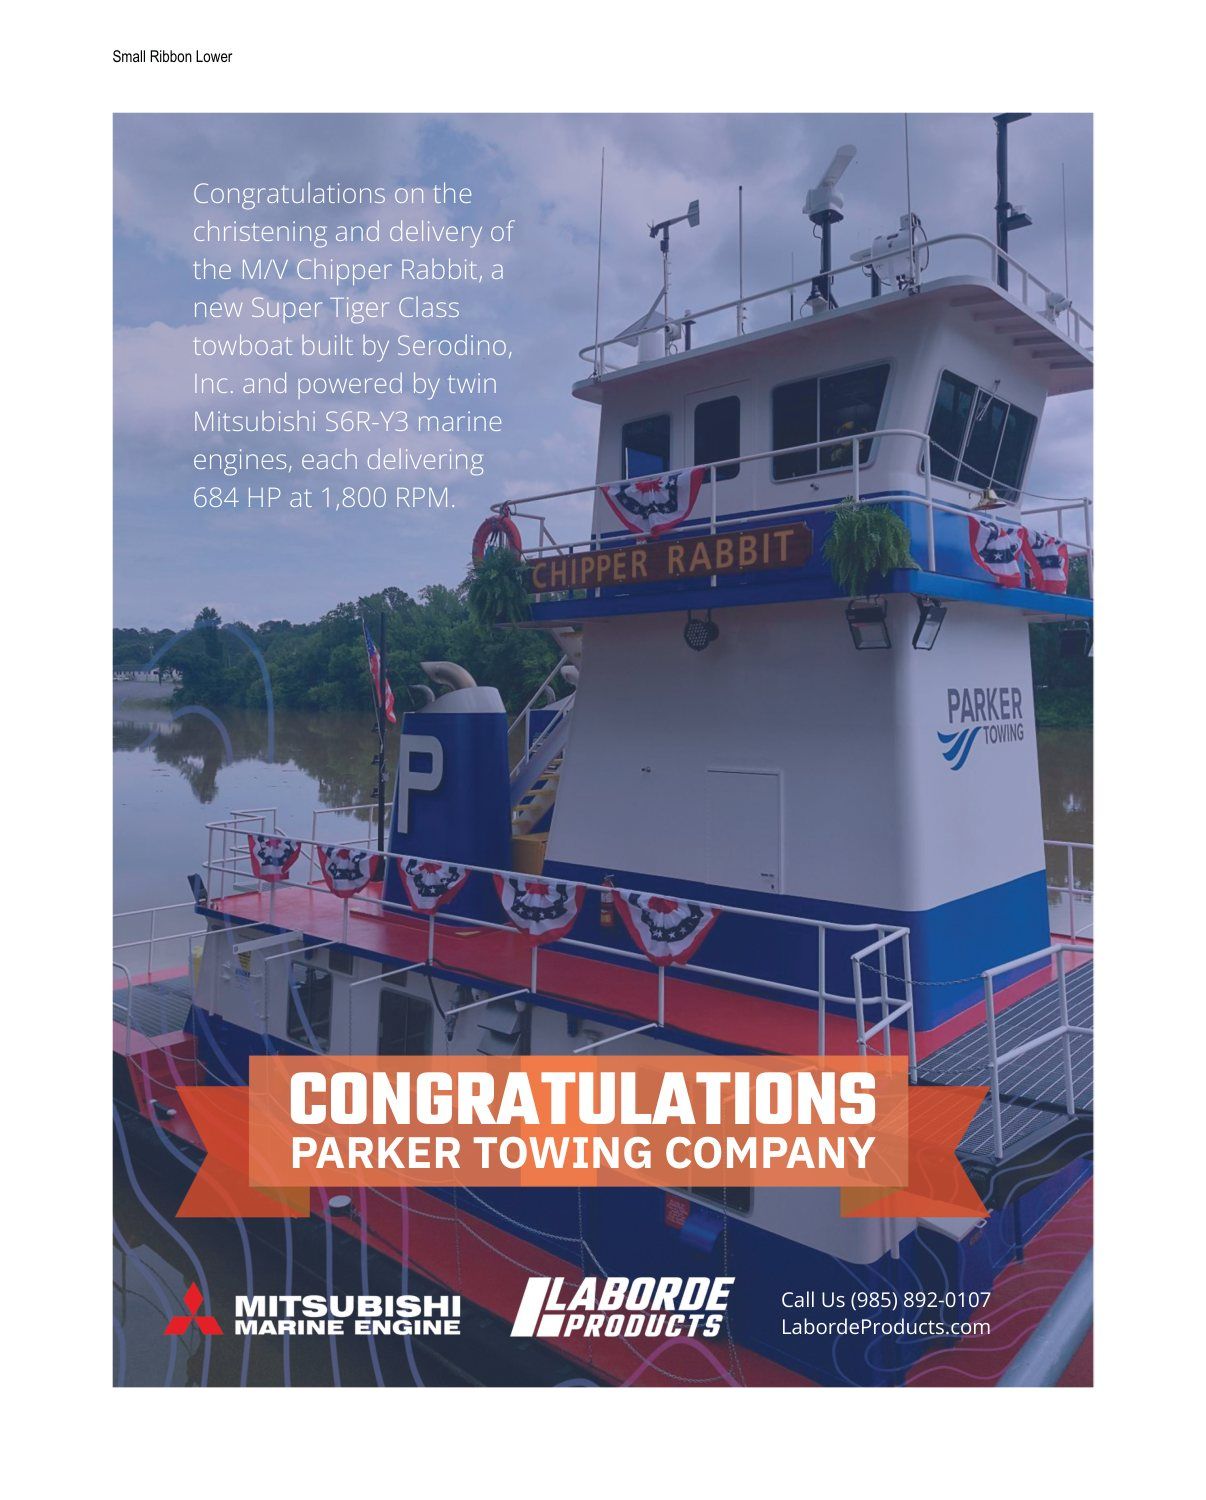 Small Ribbon Lower
Congratulations on the
christening and delivery of
the M/V Chipper Rabbit, a
new Super Tiger Class
towboat built by Serodino,
Inc. and powered by twin
Mitsubishi S6R-Y3 marine
engines, each delivering
684 HP at 1,800 RPM.
CHIPPER RABBIT
PARKER
TOWING
P
CONGRATULATIONS
PARKER TOWING COMPANY
MITSUBISHI
MARINE ENGINE
LABORDE
PRODUCTS
Call Us (985) 892-0107
LabordeProducts.com